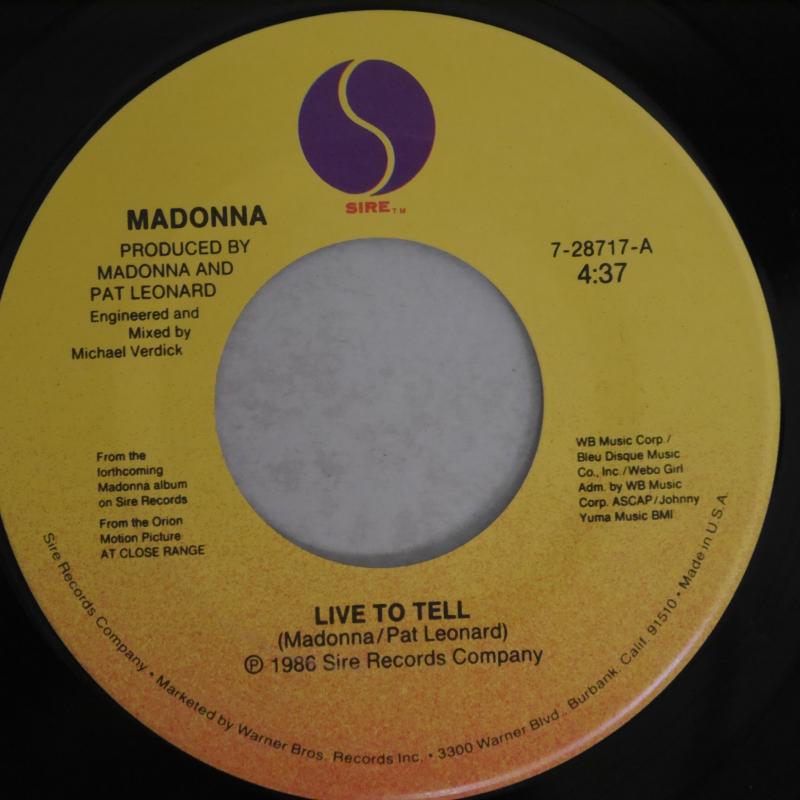 SIRE™
MADONNA
PRODUCED BY
MADONNA AND
PAT LEONARD
Engineered and
Mixed by
Michael Verdick
7-28717-A
4:37
From the
forthcoming
Madonna album
on Sire Records
From the Orion
Motion Picture
AT CLOSE RANGE
WB Music Corp./
Bleu Disque Music
Co., Inc./Webo Girl
Adm. by WB Music
Corp. ASCAP/Johnny
Yuma Music BMI
LIVE TO TELL
(Madonna/Pat Leonard)
℗ 1986 Sire Records Company
Sire Records Company • Marketed by Warner Bros. Records Inc. • 3300 Warner Blvd., Burbank, Calif. 91510 • Made in U.S.A.